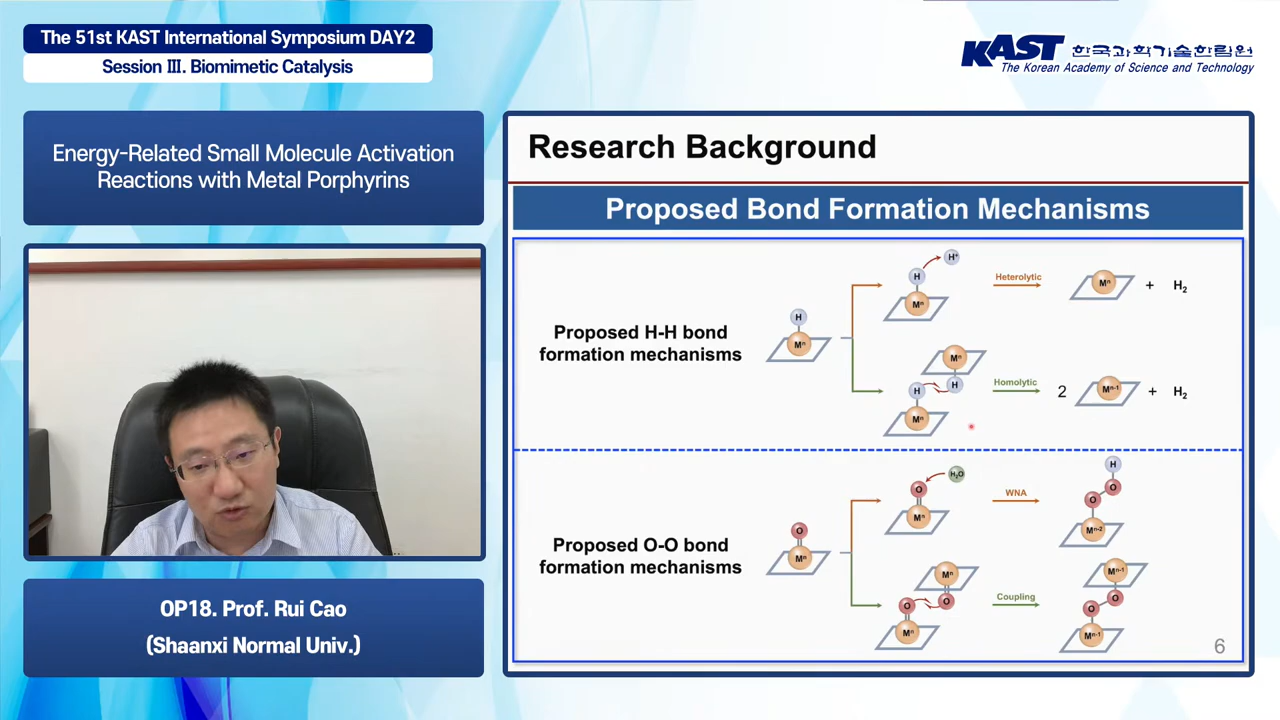 The 51st KAST International Symposium DAY2
Session Ⅲ. Biomimetic Catalysis
KAST 한국과학기술한림원
The Korean Academy of Science and Technology
Energy-Related Small Molecule Activation
Reactions with Metal Porphyrins
OP18. Prof. Rui Cao
(Shaanxi Normal Univ.)
Research Background
Proposed Bond Formation Mechanisms
Proposed H-H bond
formation mechanisms
H
Mⁿ
H
H⁺
Mⁿ
Heterolytic
Mⁿ
+ H₂
Mⁿ
H
H
Mⁿ
Homolytic
2
Mⁿ⁻¹
+ H₂
Proposed O-O bond
formation mechanisms
O
Mⁿ
O
H₂O
Mⁿ
WNA
H
O
O
Mⁿ⁻²
Mⁿ
O
O
Mⁿ
Coupling
Mⁿ⁻¹
O
O
Mⁿ⁻¹
6